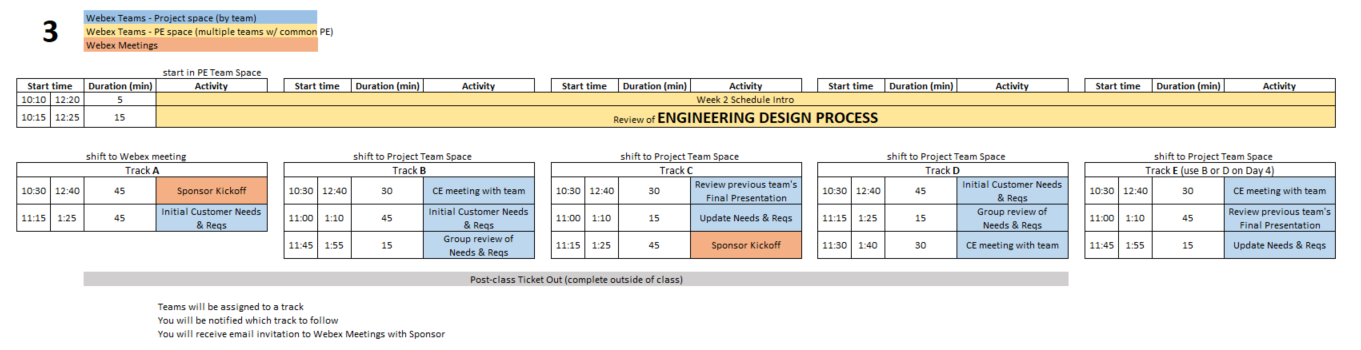 3
Webex Teams - Project space (by team)
Webex Teams - PE space (multiple teams w/ common PE)
Webex Meetings
start in PE Team Space
Start time Duration (min) Activity Start time Duration (min) Activity Start time Duration (min) Activity Start time Duration (min) Activity Start time Duration (min) Activity
10:10 12:20 5 Week 2 Schedule Intro
10:15 12:25 15 Review of ENGINEERING DESIGN PROCESS
shift to Webex meeting
Track A
10:30 12:40 45 Sponsor Kickoff
11:15 1:25 45 Initial Customer Needs
& Reqs
shift to Project Team Space
Track B
10:30 12:40 30 CE meeting with team
11:00 1:10 45 Initial Customer Needs
& Reqs
11:45 1:55 15 Group review of
Needs & Reqs
shift to Project Team Space
Track C
10:30 12:40 30 Review previous team's
Final Presentation
11:00 1:10 15 Update Needs & Reqs
11:15 1:25 45 Sponsor Kickoff
shift to Project Team Space
Track D
10:30 12:40 45 Initial Customer Needs
& Reqs
11:15 1:25 15 Group review of
Needs & Reqs
11:30 1:40 30 CE meeting with team
shift to Project Team Space
Track E (use B or D on Day 4)
10:30 12:40 30 CE meeting with team
11:00 1:10 45 Review previous team's
Final Presentation
11:45 1:55 15 Update Needs & Reqs
Post-class Ticket Out (complete outside of class)
Teams will be assigned to a track
You will be notified which track to follow
You will receive email invitation to Webex Meetings with Sponsor